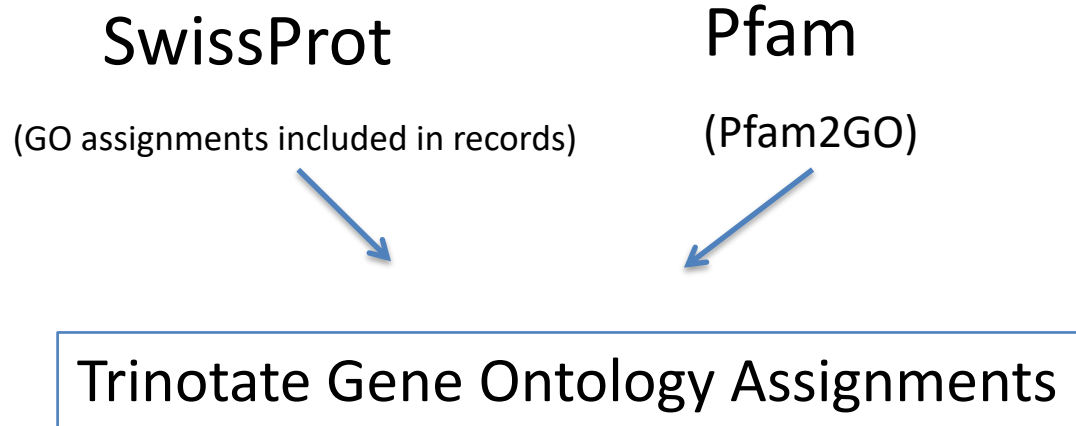 SwissProt
Pfam
(GO assignments included in records)
(Pfam2GO)
Trinotate Gene Ontology Assignments